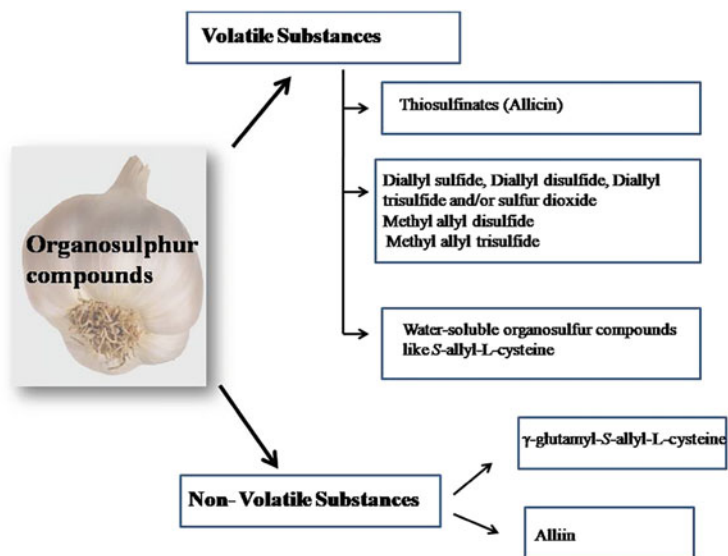 Volatile Substances
Thiosulfinates (Allicin)
Diallyl sulfide, Diallyl disulfide, Diallyl
trisulfide and/or sulfur dioxide
Methyl allyl disulfide
Methyl allyl trisulfide
Organosulphur
compounds
Water-soluble organosulfur compounds
like S-allyl-L-cysteine
γ-glutamyl-S-allyl-L-cysteine
Non- Volatile Substances
Alliin